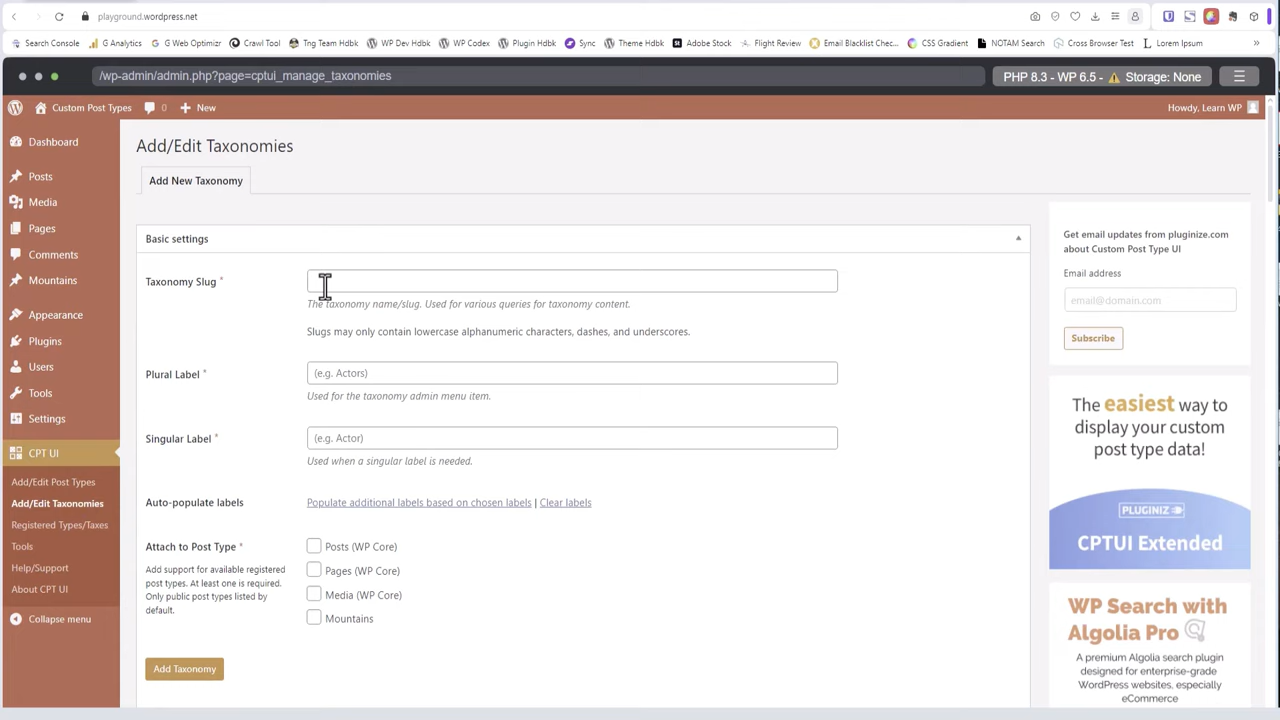 playground.wordpress.net
Search Console
G Analytics
G Web Optimizr
Crawl Tool
Tng Team Hdbk
WP Dev Hdbk
WP Codex
Plugin Hdbk
Sync
Theme Hdbk
Adobe Stock
Flight Review
Email Blacklist Chec...
CSS Gradient
NOTAM Search
Cross Browser Test
Lorem Ipsum
/wp-admin/admin.php?page=cptui_manage_taxonomies
PHP 8.3 - WP 6.5 - Storage: None
Custom Post Types
0
New
Howdy, Learn WP
Dashboard
Posts
Media
Pages
Comments
Mountains
Appearance
Plugins
Users
Tools
Settings
CPT UI
Add/Edit Post Types
Add/Edit Taxonomies
Registered Types/Taxes
Tools
Help/Support
About CPT UI
Collapse menu
Add/Edit Taxonomies
Add New Taxonomy
Basic settings
Taxonomy Slug *
The taxonomy name/slug. Used for various queries for taxonomy content.
Slugs may only contain lowercase alphanumeric characters, dashes, and underscores.
Plural Label *
(e.g. Actors)
Used for the taxonomy admin menu item.
Singular Label *
(e.g. Actor)
Used when a singular label is needed.
Auto-populate labels
Populate additional labels based on chosen labels | Clear labels
Attach to Post Type *
Add support for available registered
post types. At least one is required.
Only public post types listed by
default.
Posts (WP Core)
Pages (WP Core)
Media (WP Core)
Mountains
Add Taxonomy
Get email updates from pluginize.com
about Custom Post Type UI
Email address
email@domain.com
Subscribe
The easiest way to
display your custom
post type data!
PLUGINIZE
CPTUI Extended
WP Search with
Algolia Pro
A premium Algolia search plugin
designed for enterprise-grade
WordPress websites, especially
eCommerce